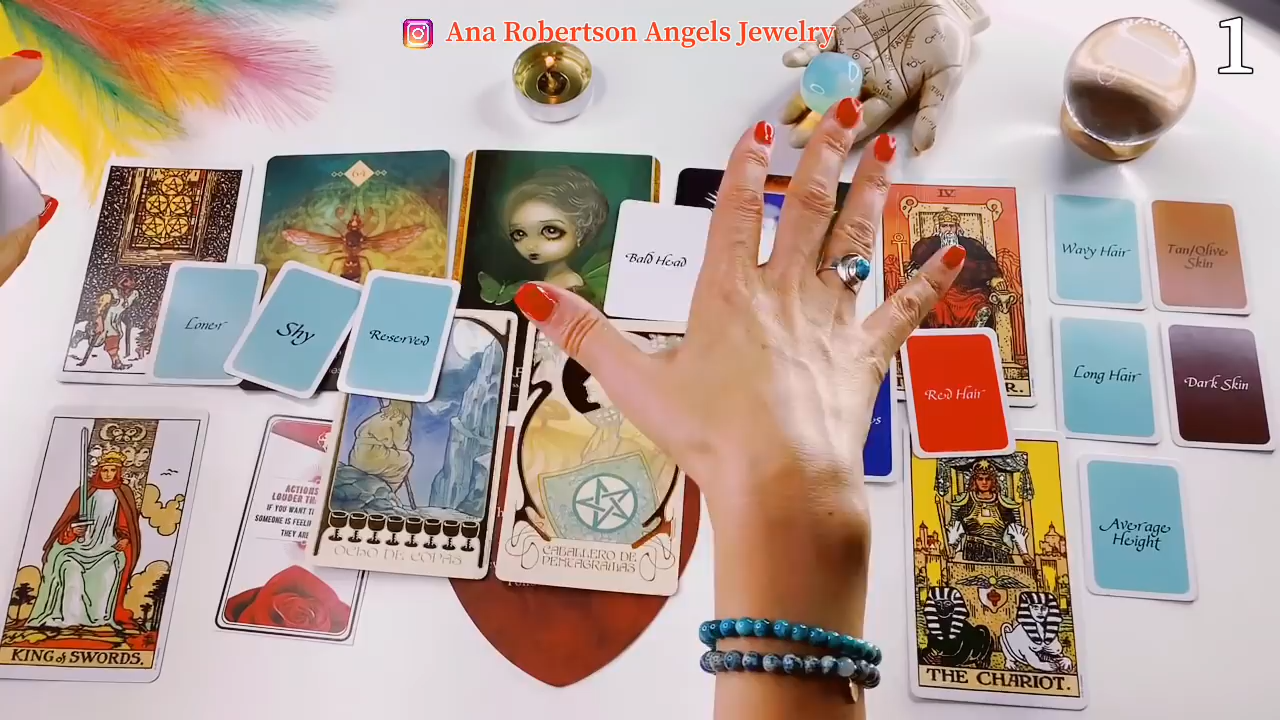 Ana Robertson Angels Jewelry
1
64
IV
Wavy Hair
Tan/Olive
Skin
Bald Head
Loner
Shy
Reserved
Long Hair
Dark Skin
Red Hair
ACTIONS
LOUDER
IF YOU WANT
SOMEONE IS
THEY ARE
Average
Height
OCHO DE COPAS
CABALLERO DE
PENTAGRAMAS
KING of SWORDS.
THE CHARIOT.